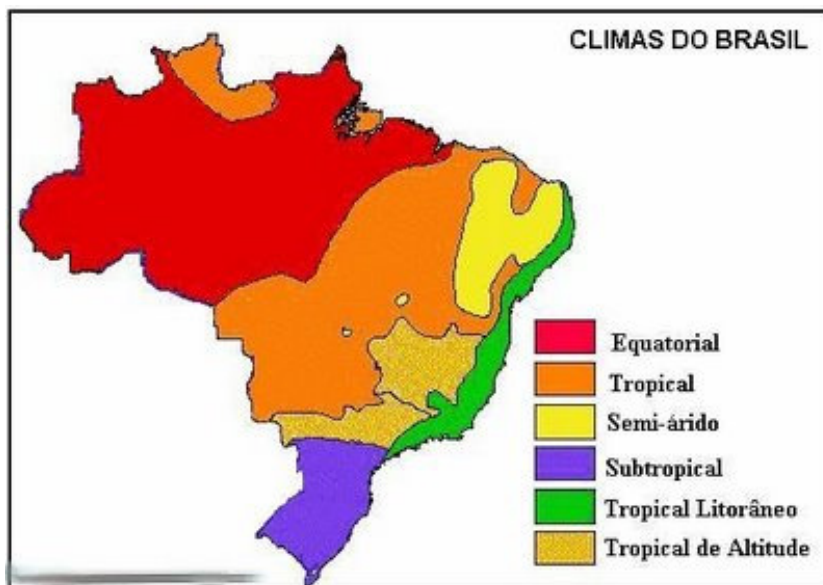 CLIMAS DO BRASIL
Equatorial
Tropical
Semi-árido
Subtropical
Tropical Litorâneo
Tropical de Altitude